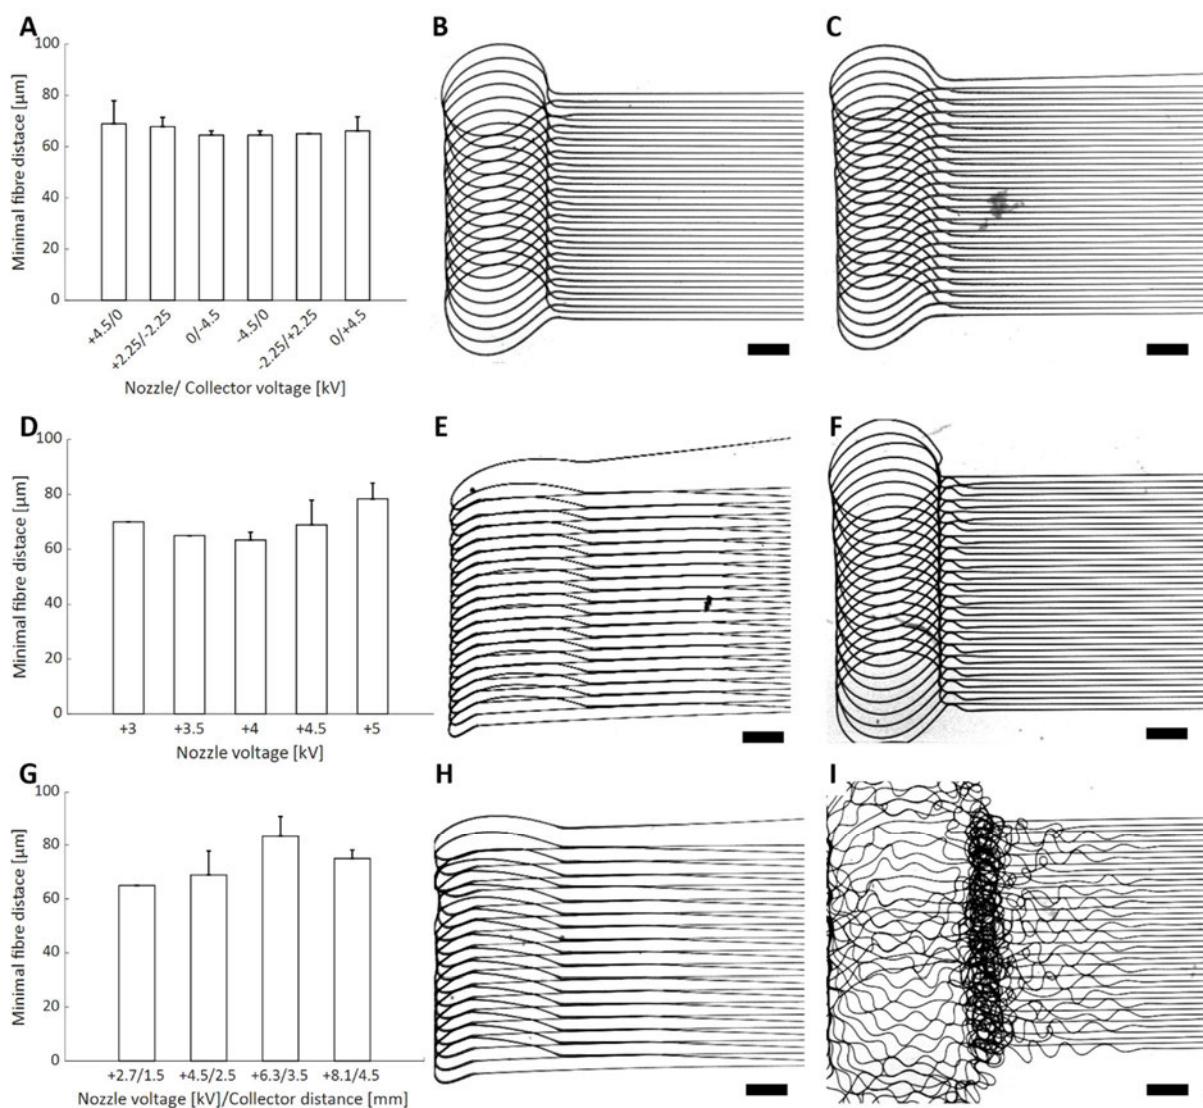 A
B
C
100
80
60
40
20
0
Minimal fibre distace [µm]
+4.5/0
+2.25/-2.25
0/-4.5
-4.5/0
-2.25/+2.25
0/+4.5
Nozzle/ Collector voltage [kV]
D
E
F
100
80
60
40
20
0
Minimal fibre distace [µm]
+3
+3.5
+4
+4.5
+5
Nozzle voltage [kV]
G
H
I
100
80
60
40
20
0
Minimal fibre distace [µm]
+2.7/1.5
+4.5/2.5
+6.3/3.5
+8.1/4.5
Nozzle voltage [kV]/Collector distance [mm]